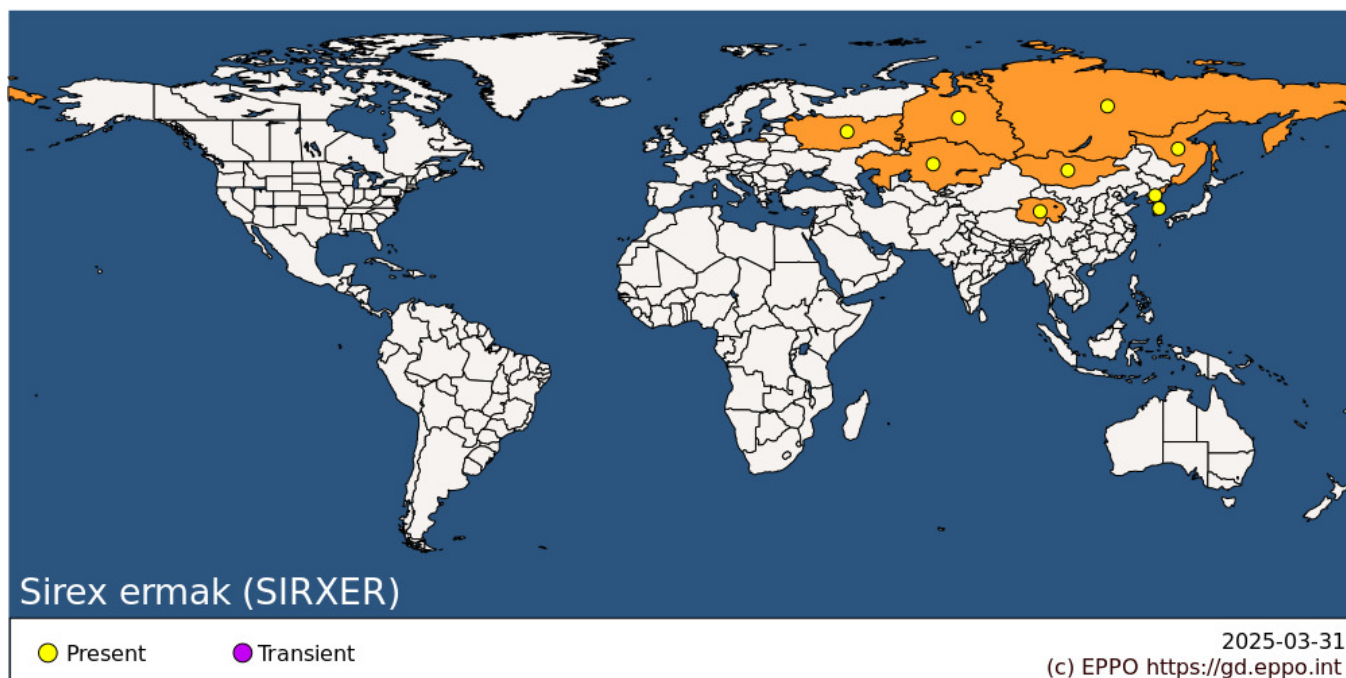 Sirex ermak (SIRXER)
Present
Transient
2025-03-31
(c) EPPO https://gd.eppo.int